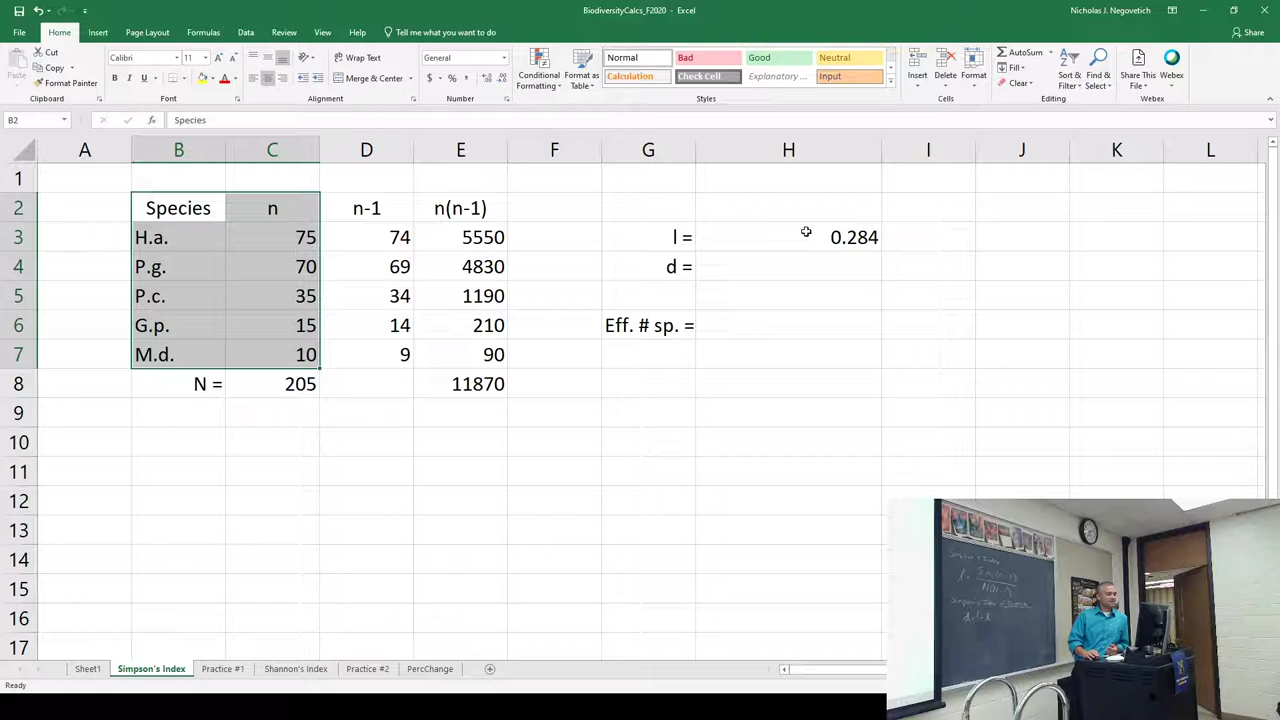 BiodiversityCalcs_F2020 - Excel
Nicholas J. Negovetich
File Home Insert Page Layout Formulas Data Review View Help Tell me what you want to do
Share
Paste
Cut
Copy
Format Painter
Clipboard
Calibri 11
B I U
Font
Wrap Text
Merge & Center
Alignment
General
$ % ,
Number
Conditional Formatting
Format as Table
Normal Bad Good Neutral
Calculation Check Cell Explanatory ... Input
Styles
Insert Delete Format
Cells
AutoSum
Fill
Clear
Sort & Filter
Find & Select
Editing
Share This File
Webex
Webex
B2 fx Species
A B C D E F G H I J K L
1
2 Species n n-1 n(n-1)
3 H.a. 75 74 5550 l = 0.284
4 P.g. 70 69 4830 d =
5 P.c. 35 34 1190
6 G.p. 15 14 210 Eff. # sp. =
7 M.d. 10 9 90
8 N = 205 11870
9
10
11
12
13
14
15
16
17
Sheet1 Simpson's Index Practice #1 Shannon's Index Practice #2 PercChange
Ready